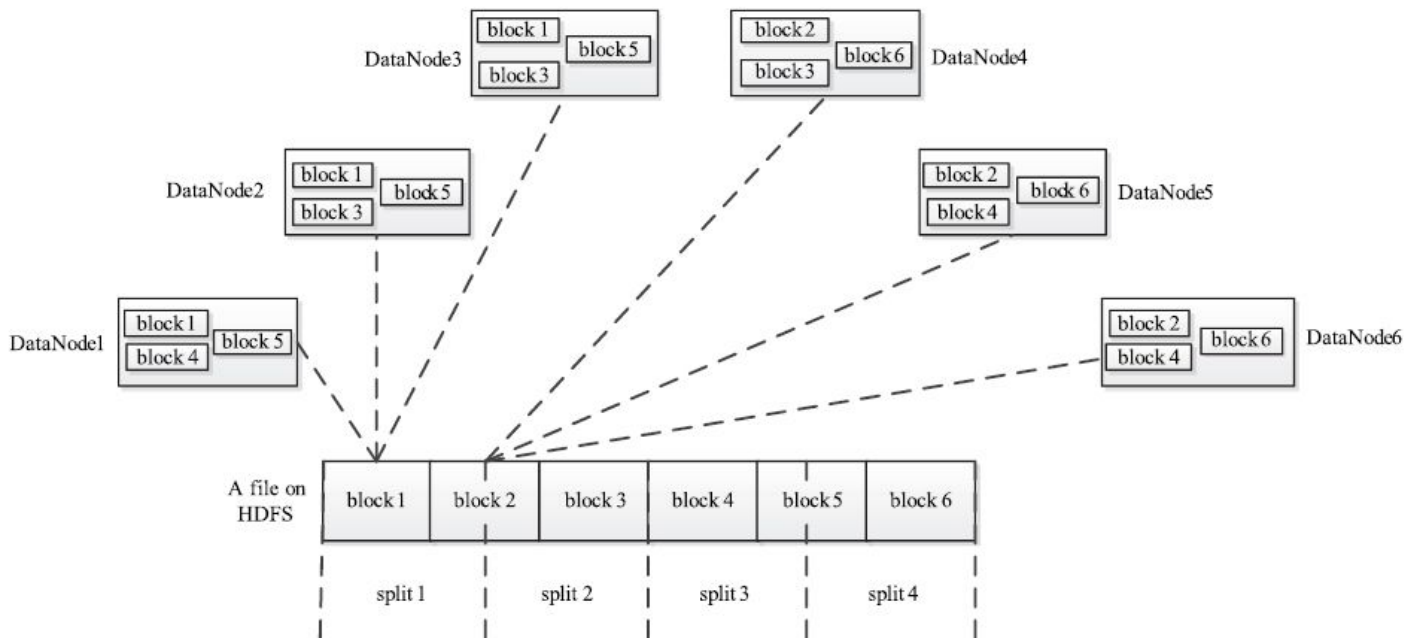 block 1
block 5
block 3
DataNode3
block 2
block 6
block 3
DataNode4
block 1
block 5
block 3
DataNode2
block 2
block 6
block 4
DataNode5
block 1
block 5
block 4
DataNode1
block 2
block 6
block 4
DataNode6
A file on
HDFS
block 1
block 2
block 3
block 4
block 5
block 6
split 1
split 2
split 3
split 4